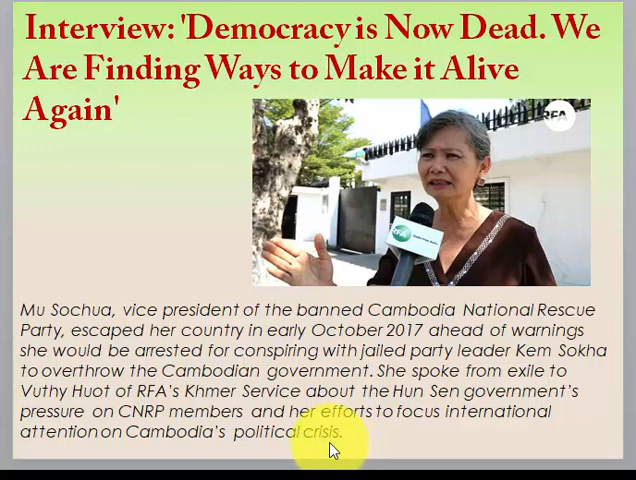 Interview: 'Democracy is Now Dead. We
Are Finding Ways to Make it Alive
Again'
RFA
RFA
Mu Sochua, vice president of the banned Cambodia National Rescue
Party, escaped her country in early October 2017 ahead of warnings
she would be arrested for conspiring with jailed party leader Kem Sokha
to overthrow the Cambodian government. She spoke from exile to
Vuthy Huot of RFA's Khmer Service about the Hun Sen government's
pressure on CNRP members and her efforts to focus international
attention on Cambodia's political crisis.